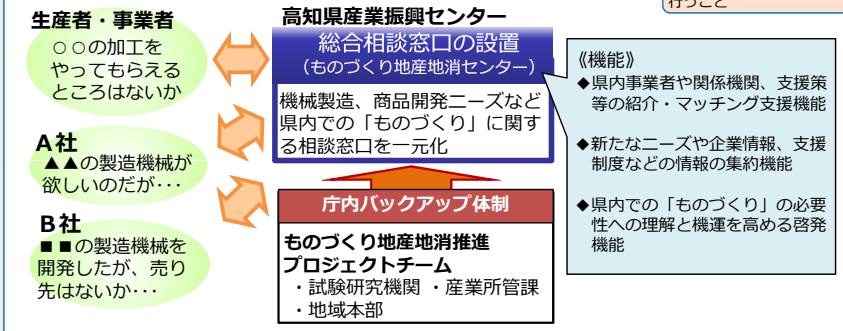 行うこと
生産者・事業者
○○の加工を
やってもらえる
ところはないか
A社
▲▲の製造機械が
欲しいのだが･･･
B社
■■の製造機械を
開発したが、売り
先はないか･･･
高知県産業振興センター
総合相談窓口の設置
（ものづくり地産地消センター）
機械製造、商品開発ニーズなど
県内での「ものづくり」に関す
る相談窓口を一元化
庁内バックアップ体制
ものづくり地産地消推進
プロジェクトチーム
・試験研究機関 ・産業所管課
・地域本部
《機能》
◆県内事業者や関係機関、支援策
等の紹介・マッチング支援機能
◆新たなニーズや企業情報、支援
制度などの情報の集約機能
◆県内での「ものづくり」の必要
性への理解と機運を高める啓発
機能